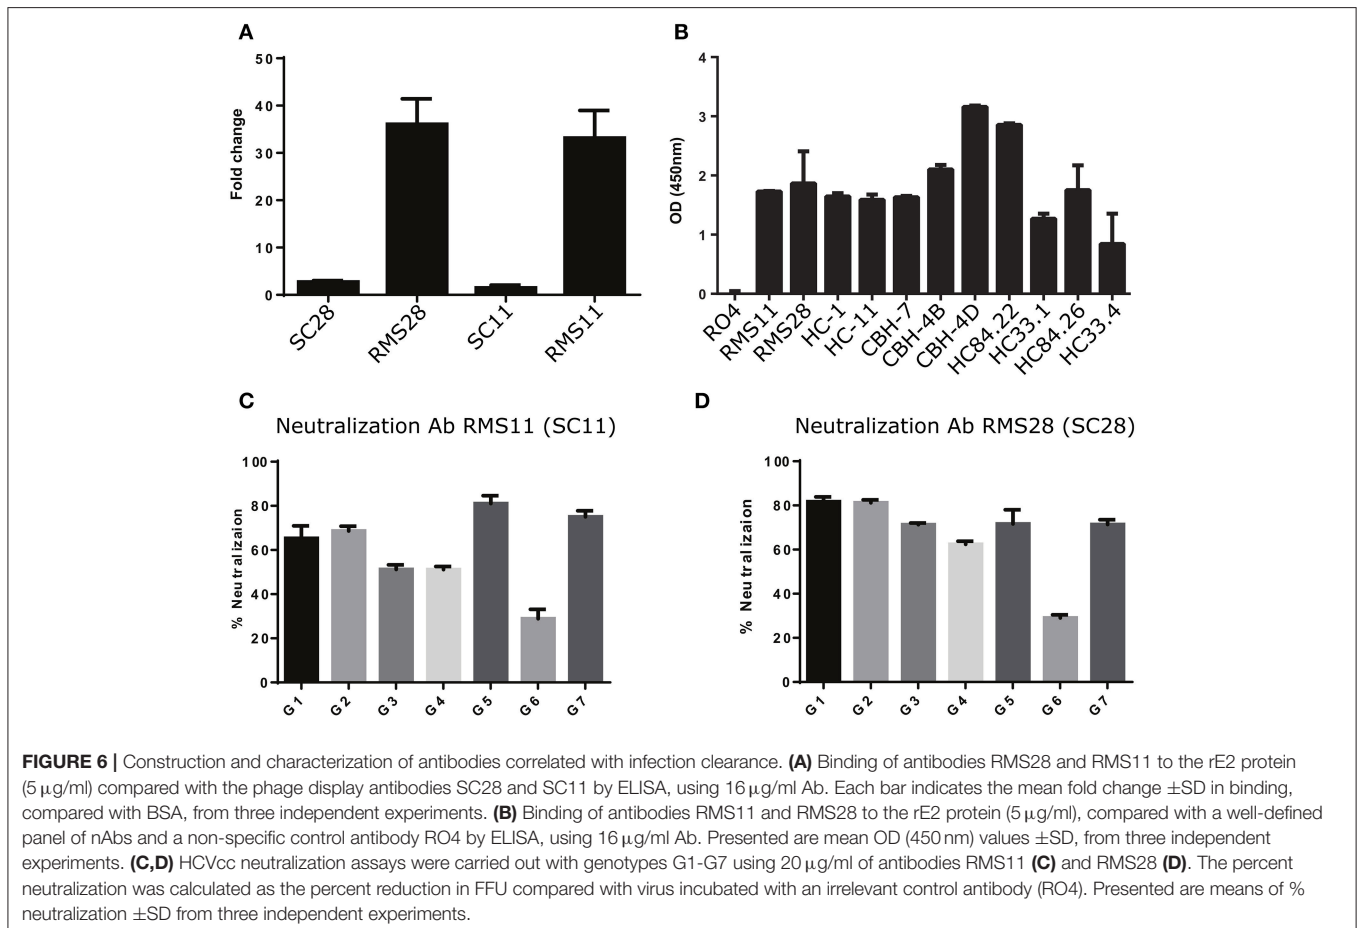 A
50
40
30
20
10
0
Fold change
SC28
RMS28
SC11
RMS11
B
4
3
2
1
0
OD (450nm)
RO4
RMS11
RMS28
HC-1
HC-11
CBH-7
CBH-4B
CBH-4D
HC84.22
HC33.1
HC84.26
HC33.4
C
Neutralization Ab RMS11 (SC11)
100
80
60
40
20
0
% Neutralizaion
G1
G2
G3
G4
G5
G6
G7
D
Neutralization Ab RMS28 (SC28)
100
80
60
40
20
0
% Neutralizaion
G1
G2
G3
G4
G5
G6
G7
FIGURE 6 | Construction and characterization of antibodies correlated with infection clearance. (A) Binding of antibodies RMS28 and RMS11 to the rE2 protein
(5 μg/ml) compared with the phage display antibodies SC28 and SC11 by ELISA, using 16 μg/ml Ab. Each bar indicates the mean fold change ±SD in binding,
compared with BSA, from three independent experiments. (B) Binding of antibodies RMS11 and RMS28 to the rE2 protein (5 μg/ml), compared with a well-defined
panel of nAbs and a non-specific control antibody RO4 by ELISA, using 16 μg/ml Ab. Presented are mean OD (450 nm) values ±SD, from three independent
experiments. (C,D) HCVcc neutralization assays were carried out with genotypes G1-G7 using 20 μg/ml of antibodies RMS11 (C) and RMS28 (D). The percent
neutralization was calculated as the percent reduction in FFU compared with virus incubated with an irrelevant control antibody (RO4). Presented are means of %
neutralization ±SD from three independent experiments.